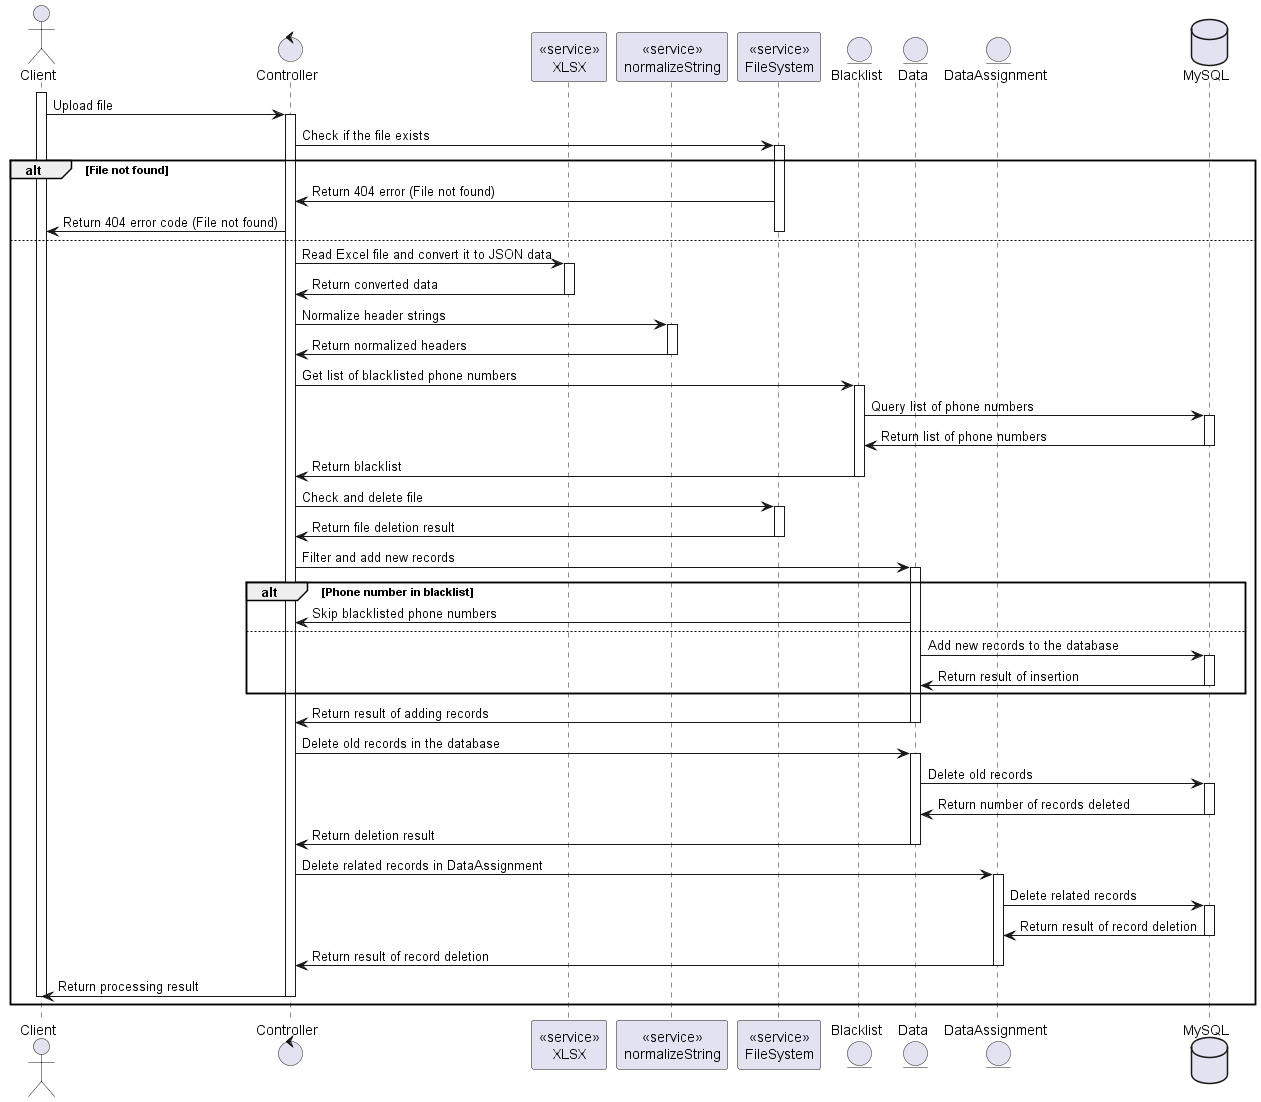 Client
Controller
«service»
XLSX
«service»
normalizeString
«service»
FileSystem
Blacklist
Data
DataAssignment
MySQL
Upload file
Check if the file exists
alt
[File not found]
Return 404 error (File not found)
Return 404 error code (File not found)
Read Excel file and convert it to JSON data
Return converted data
Normalize header strings
Return normalized headers
Get list of blacklisted phone numbers
Query list of phone numbers
Return list of phone numbers
Return blacklist
Check and delete file
Return file deletion result
Filter and add new records
alt
[Phone number in blacklist]
Skip blacklisted phone numbers
Add new records to the database
Return result of insertion
Return result of adding records
Delete old records in the database
Delete old records
Return number of records deleted
Return deletion result
Delete related records in DataAssignment
Delete related records
Return result of record deletion
Return result of record deletion
Return processing result
Client
Controller
«service»
XLSX
«service»
normalizeString
«service»
FileSystem
Blacklist
Data
DataAssignment
MySQL